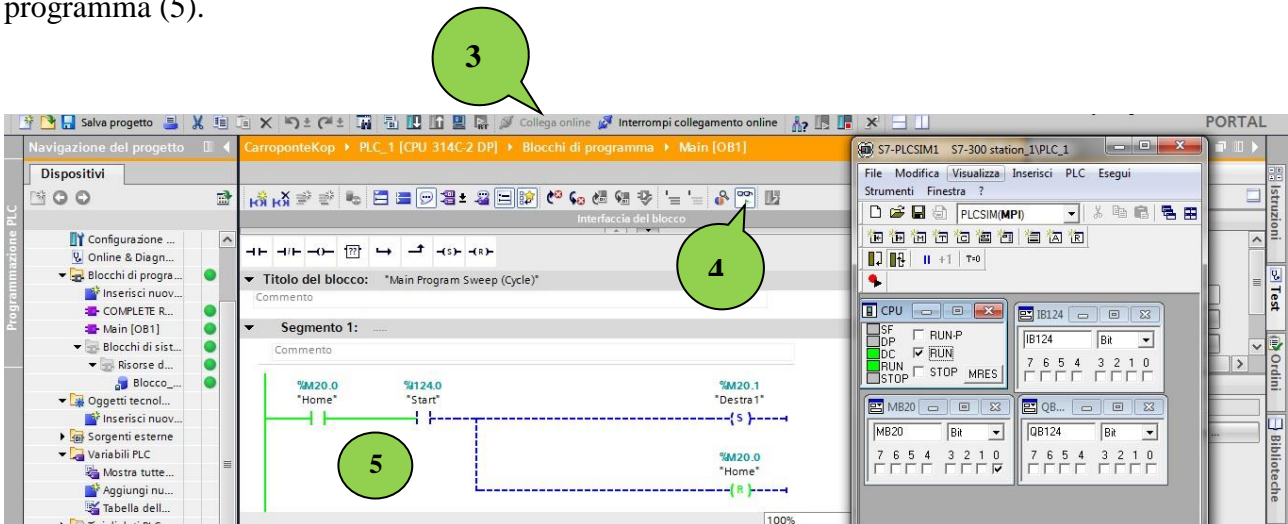 programma (5).
3
Salva progetto
Collega online
Interrompi collegamento online
PORTAL
Navigazione del progetto
CarroponteKop ▸ PLC_1 [CPU 314C-2 DP] ▸ Blocchi di programma ▸ Main [OB1]
S7-PLCSIM1 S7-300 station_1\PLC_1
Dispositivi
File Modifica Visualizza Inserisci PLC Esegui
Strumenti Finestra ?
PLCSIM(MPI)
Interfaccia del blocco
Programmazione PLC
Configurazione ...
Online & Diagn...
Blocchi di progra...
Inserisci nuov...
COMPLETE R...
Main [OB1]
Blocchi di sist...
Risorse d...
Blocco_...
Oggetti tecnol...
Inserisci nuov...
Sorgenti esterne
Variabili PLC
Mostra tutte...
Aggiungi nu...
Tabella dell...
4
+1 T=0
Titolo del blocco: "Main Program Sweep (Cycle)"
Commento
Segmento 1: .....
Commento
%M20.0
"Home"
%I124.0
"Start"
%M20.1
"Destra1"
S
%M20.0
"Home"
R
5
100%
CPU
SF
DP
DC
RUN
STOP
RUN-P
RUN
STOP
MRES
IB124
IB124 Bit
7 6 5 4 3 2 1 0
MB20
MB20 Bit
7 6 5 4 3 2 1 0
QB...
QB124 Bit
7 6 5 4 3 2 1 0
Istruzioni
Test
Ordini
Biblioteche